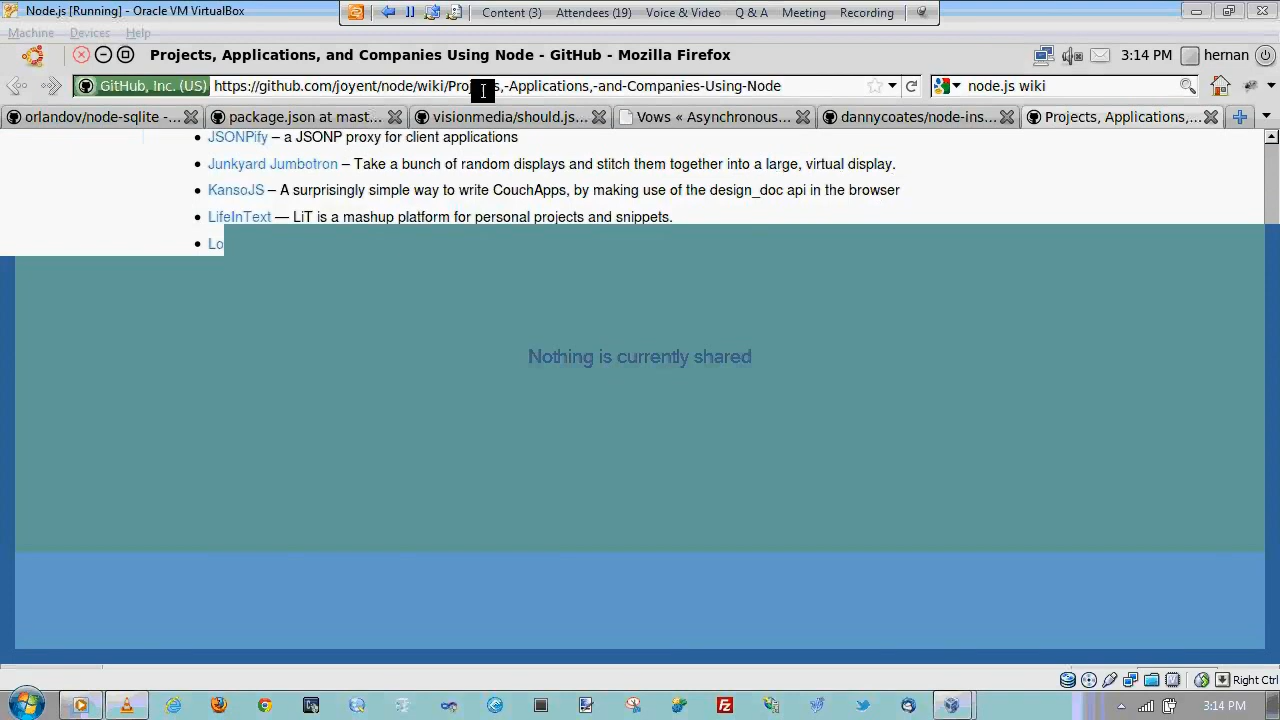 Node.js [Running] - Oracle VM VirtualBox
Content (3) Attendees (19) Voice & Video Q & A Meeting Recording
Machine Devices Help
Projects, Applications, and Companies Using Node - GitHub - Mozilla Firefox
3:14 PM hernan
GitHub, Inc. (US) https://github.com/joyent/node/wiki/Projects,-Applications,-and-Companies-Using-Node
node.js wiki
orlandov/node-sqlite -... package.json at mast... visionmedia/should.js... Vows « Asynchronous... dannycoates/node-ins... Projects, Applications,...
• JSONPify – a JSONP proxy for client applications
• Junkyard Jumbotron – Take a bunch of random displays and stitch them together into a large, virtual display.
• KansoJS – A surprisingly simple way to write CouchApps, by making use of the design_doc api in the browser
• LifeInText — LiT is a mashup platform for personal projects and snippets.
• Lo
Nothing is currently shared
Right Ctrl
3:14 PM